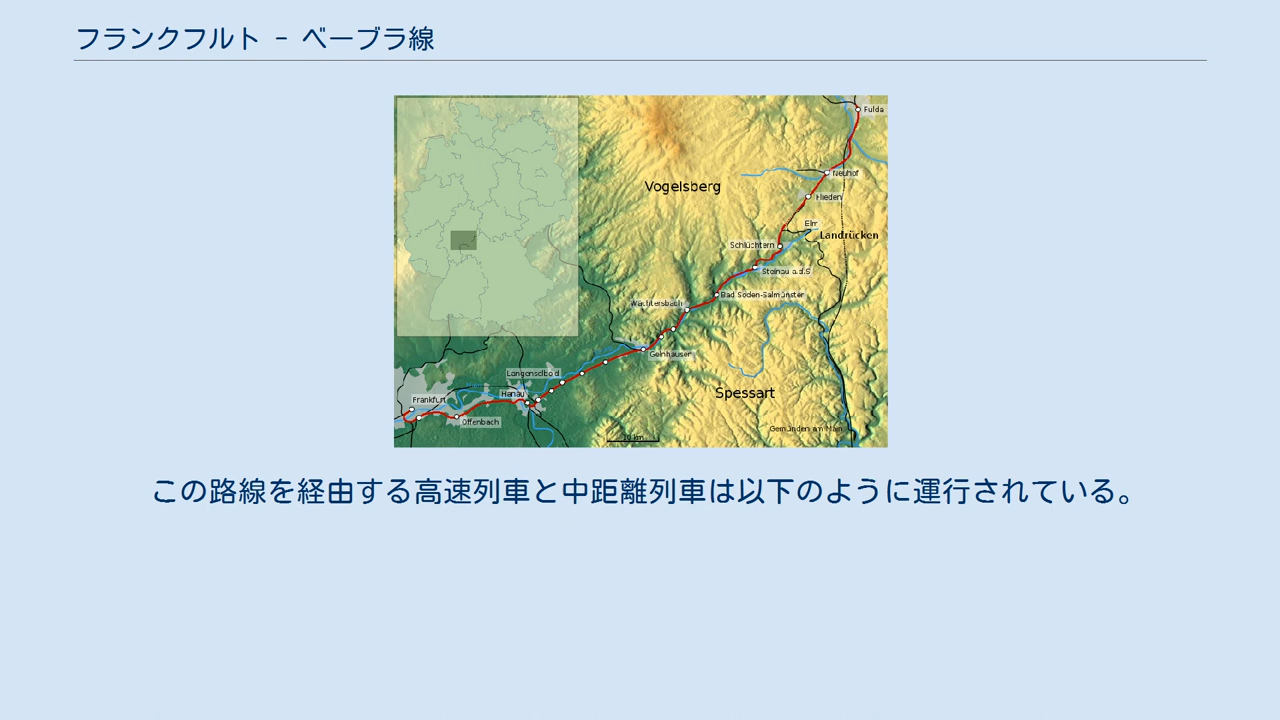 フランクフルト - ベーブラ線
Fulda
Neuhof
Vogelsberg
Flieden
Elm
Landrücken
Schlüchtern
Steinau a.d.S
Bad Soden-Salmünster
Wächtersbach
Gelnhausen
Langenselbold
Hanau
Spessart
Frankfurt
Offenbach
Gemünden am Main
10 km
この路線を経由する高速列車と中距離列車は以下のように運行されている。